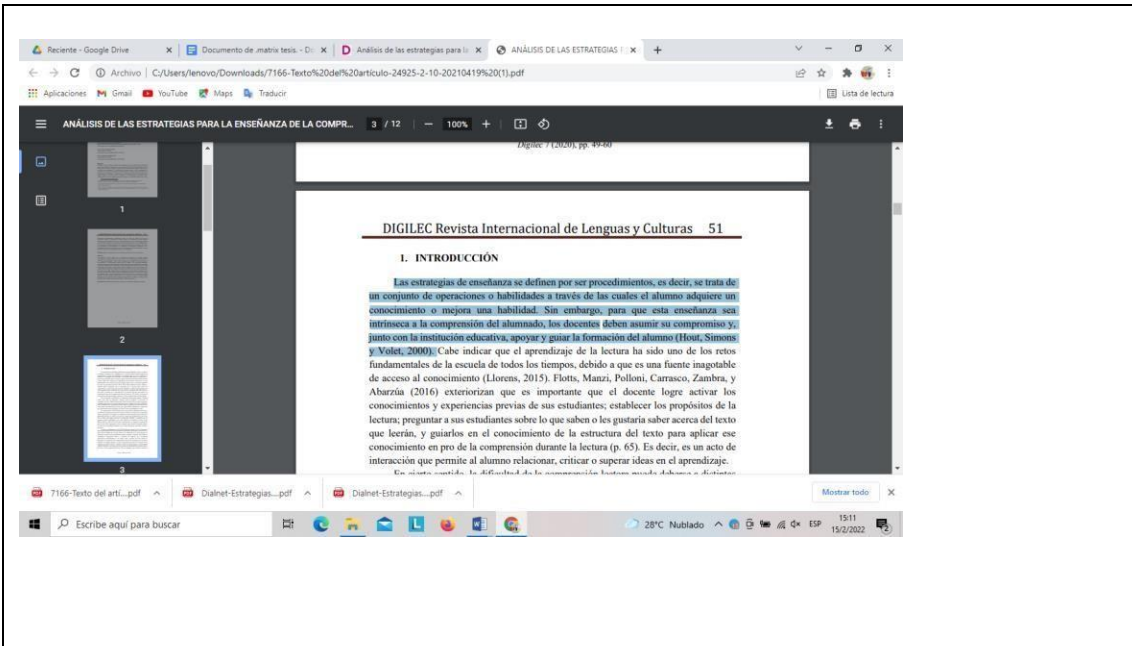 Reciente - Google Drive
Documento de .matrix tesis. - D
Análisis de las estrategias para l
ANÁLISIS DE LAS ESTRATEGIAS
Archivo | C:/Users/lenovo/Downloads/7166-Texto%20del%20artículo-24925-2-10-20210419%20(1).pdf
Aplicaciones Gmail YouTube Maps Traducir Lista de lectura
ANÁLISIS DE LAS ESTRATEGIAS PARA LA ENSEÑANZA DE LA COMPR... 3 / 12 100%
Digilec 7 (2020), pp. 49-60
1
2
3
DIGILEC Revista Internacional de Lenguas y Culturas 51
1. INTRODUCCIÓN
Las estrategias de enseñanza se definen por ser procedimientos, es decir, se trata de
un conjunto de operaciones o habilidades a través de las cuales el alumno adquiere un
conocimiento o mejora una habilidad. Sin embargo, para que esta enseñanza sea
intrínseca a la comprensión del alumnado, los docentes deben asumir su compromiso y,
junto con la institución educativa, apoyar y guiar la formación del alumno (Hout, Simons
y Volet, 2000). Cabe indicar que el aprendizaje de la lectura ha sido uno de los retos
fundamentales de la escuela de todos los tiempos, debido a que es una fuente inagotable
de acceso al conocimiento (Llorens, 2015). Flotts, Manzi, Polloni, Carrasco, Zambra, y
Abarzúa (2016) exteriorizan que es importante que el docente logre activar los
conocimientos y experiencias previas de sus estudiantes; establecer los propósitos de la
lectura; preguntar a sus estudiantes sobre lo que saben o les gustaría saber acerca del texto
que leerán, y guiarlos en el conocimiento de la estructura del texto para aplicar ese
conocimiento en pro de la comprensión durante la lectura (p. 65). Es decir, es un acto de
interacción que permite al alumno relacionar, criticar o superar ideas en el aprendizaje.
7166-Texto del artí....pdf
Dialnet-Estrategias....pdf
Dialnet-Estrategias....pdf
Mostrar todo
Escribe aquí para buscar
28°C Nublado
ESP
15:11
15/2/2022